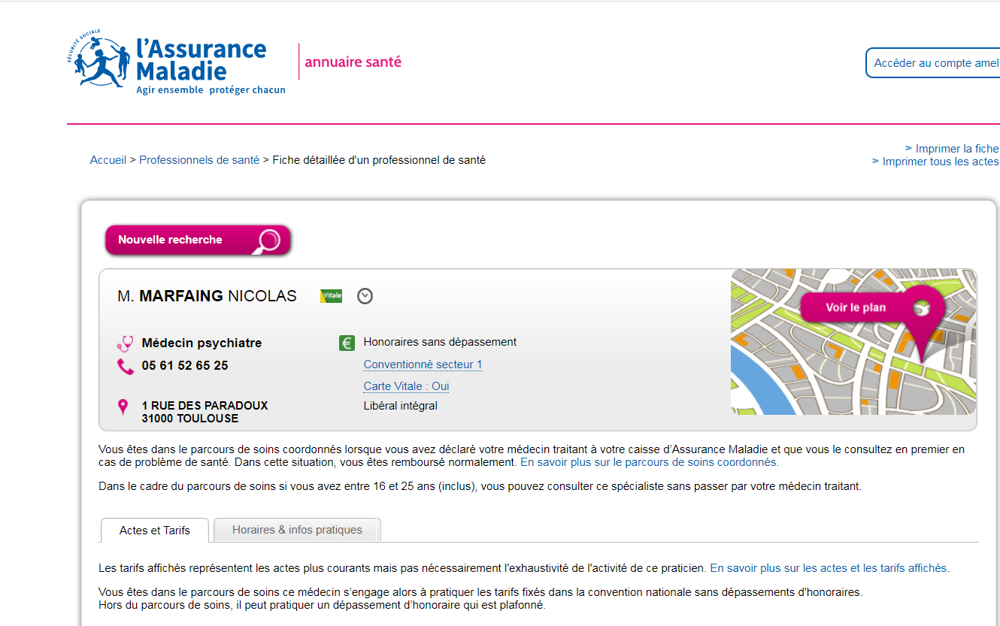 SÉCURITÉ SOCIALE
l'Assurance
Maladie
Agir ensemble protéger chacun
annuaire santé
Accéder au compte amel
Accueil > Professionnels de santé > Fiche détaillée d'un professionnel de santé
> Imprimer la fiche
> Imprimer tous les actes
Nouvelle recherche
M. MARFAING NICOLAS
Vitale
Voir le plan
Médecin psychiatre
€ Honoraires sans dépassement
05 61 52 65 25
Conventionné secteur 1
Carte Vitale : Oui
1 RUE DES PARADOUX
Libéral intégral
31000 TOULOUSE
Vous êtes dans le parcours de soins coordonnés lorsque vous avez déclaré votre médecin traitant à votre caisse d’Assurance Maladie et que vous le consultez en premier en
cas de problème de santé. Dans cette situation, vous êtes remboursé normalement. En savoir plus sur le parcours de soins coordonnés.
Dans le cadre du parcours de soins si vous avez entre 16 et 25 ans (inclus), vous pouvez consulter ce spécialiste sans passer par votre médecin traitant.
Actes et Tarifs
Horaires & infos pratiques
Les tarifs affichés représentent les actes plus courants mais pas nécessairement l'exhaustivité de l'activité de ce praticien. En savoir plus sur les actes et les tarifs affichés.
Vous êtes dans le parcours de soins ce médecin s’engage alors à pratiquer les tarifs fixés dans la convention nationale sans dépassements d'honoraires.
Hors du parcours de soins, il peut pratiquer un dépassement d’honoraire qui est plafonné.